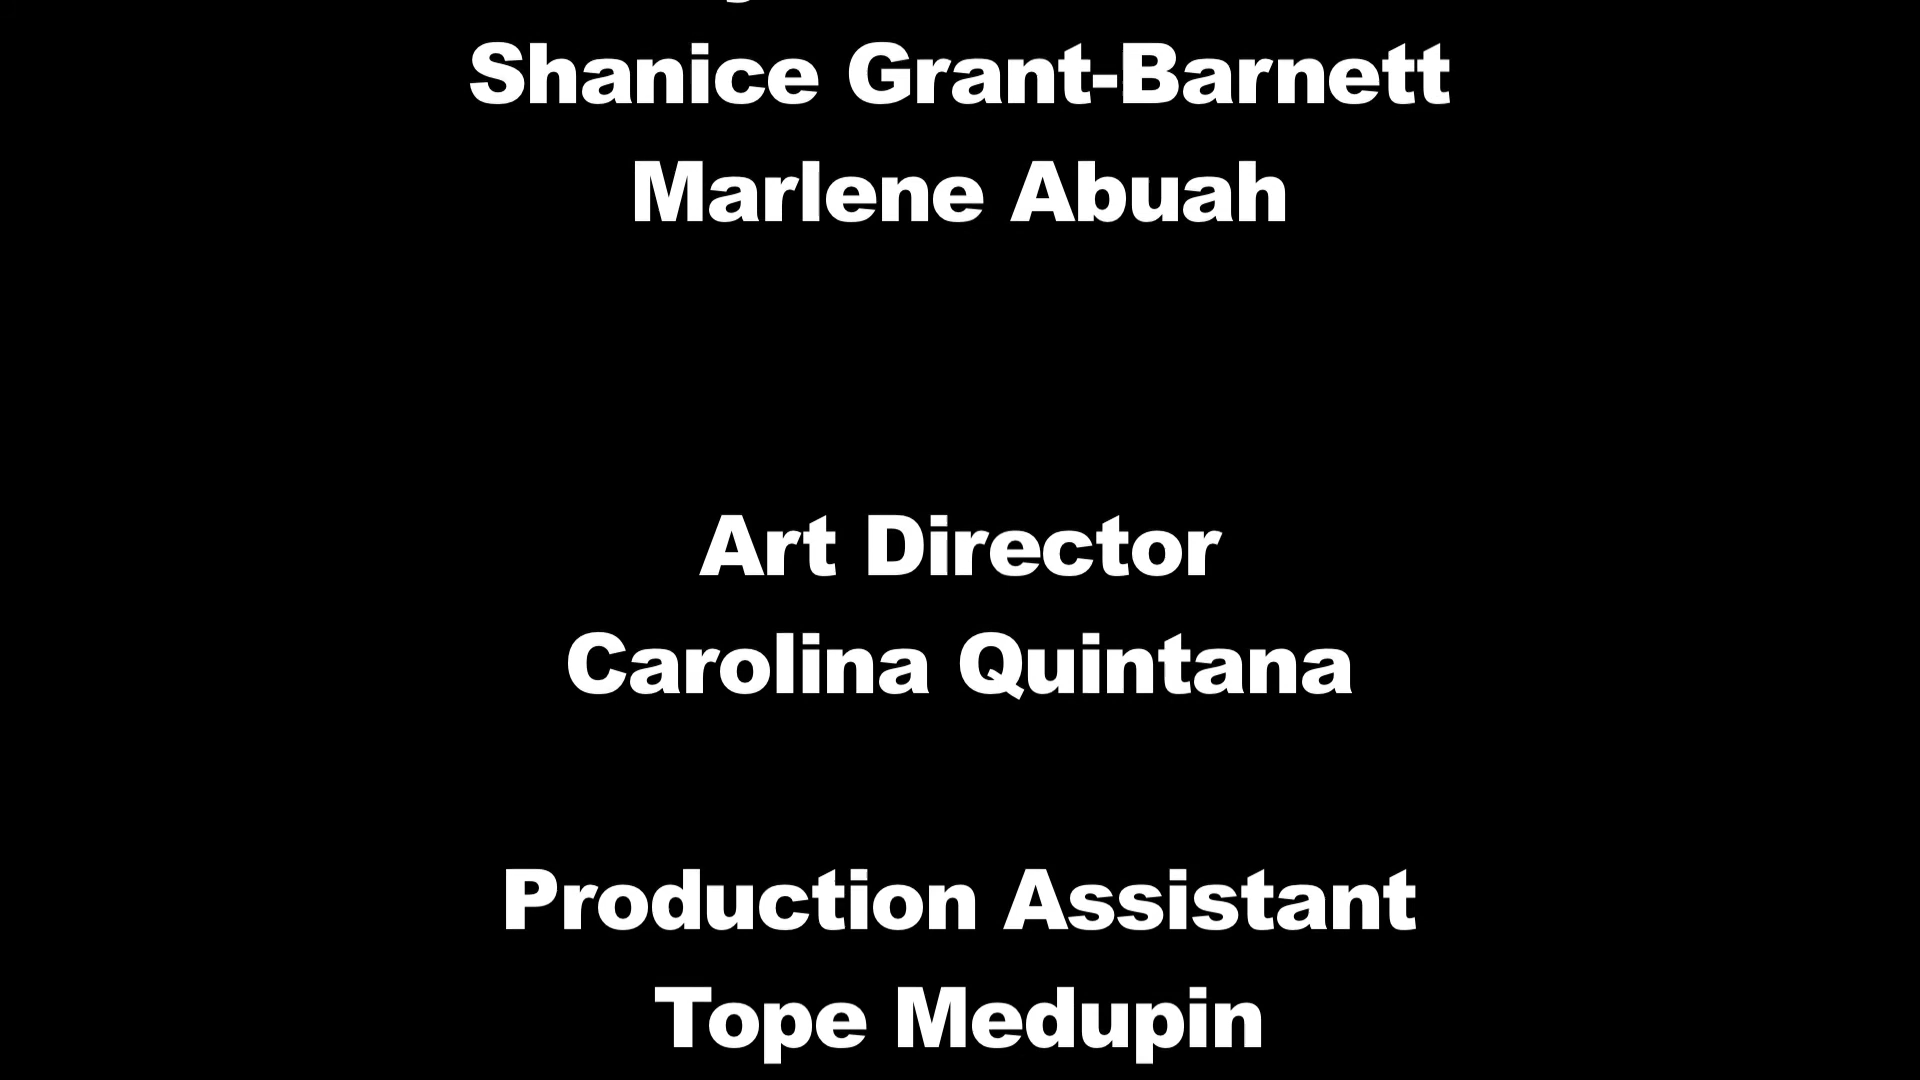 Shanice Grant-Barnett
Marlene Abuah
Art Director
Carolina Quintana
Production Assistant
Tope Medupin